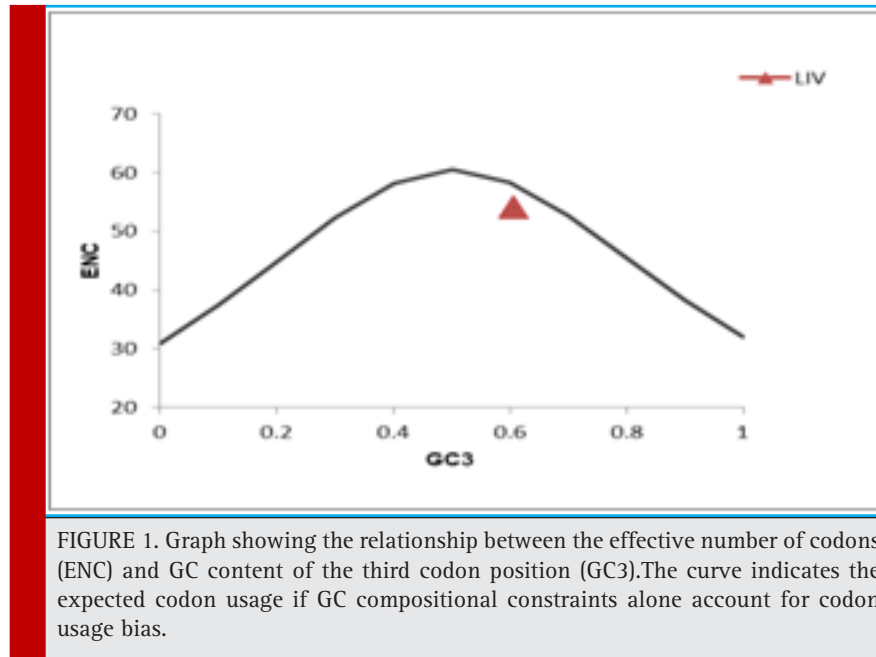 LIV
70
60
50
40
30
20
ENC
0
0.2
0.4
0.6
0.8
1
GC3
FIGURE 1. Graph showing the relationship between the effective number of codons
(ENC) and GC content of the third codon position (GC3).The curve indicates the
expected codon usage if GC compositional constraints alone account for codon
usage bias.